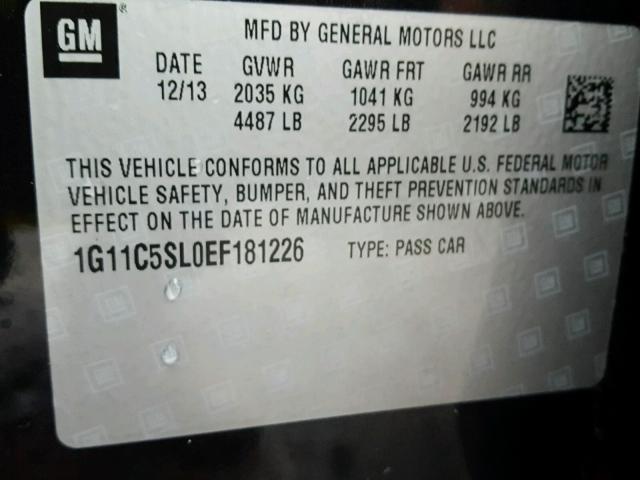 GM
MFD BY GENERAL MOTORS LLC
DATE GVWR GAWR FRT GAWR RR
12/13 2035 KG 1041 KG 994 KG
4487 LB 2295 LB 2192 LB
THIS VEHICLE CONFORMS TO ALL APPLICABLE U.S. FEDERAL MOTOR
VEHICLE SAFETY, BUMPER, AND THEFT PREVENTION STANDARDS IN
EFFECT ON THE DATE OF MANUFACTURE SHOWN ABOVE.
1G11C5SL0EF181226 TYPE: PASS CAR